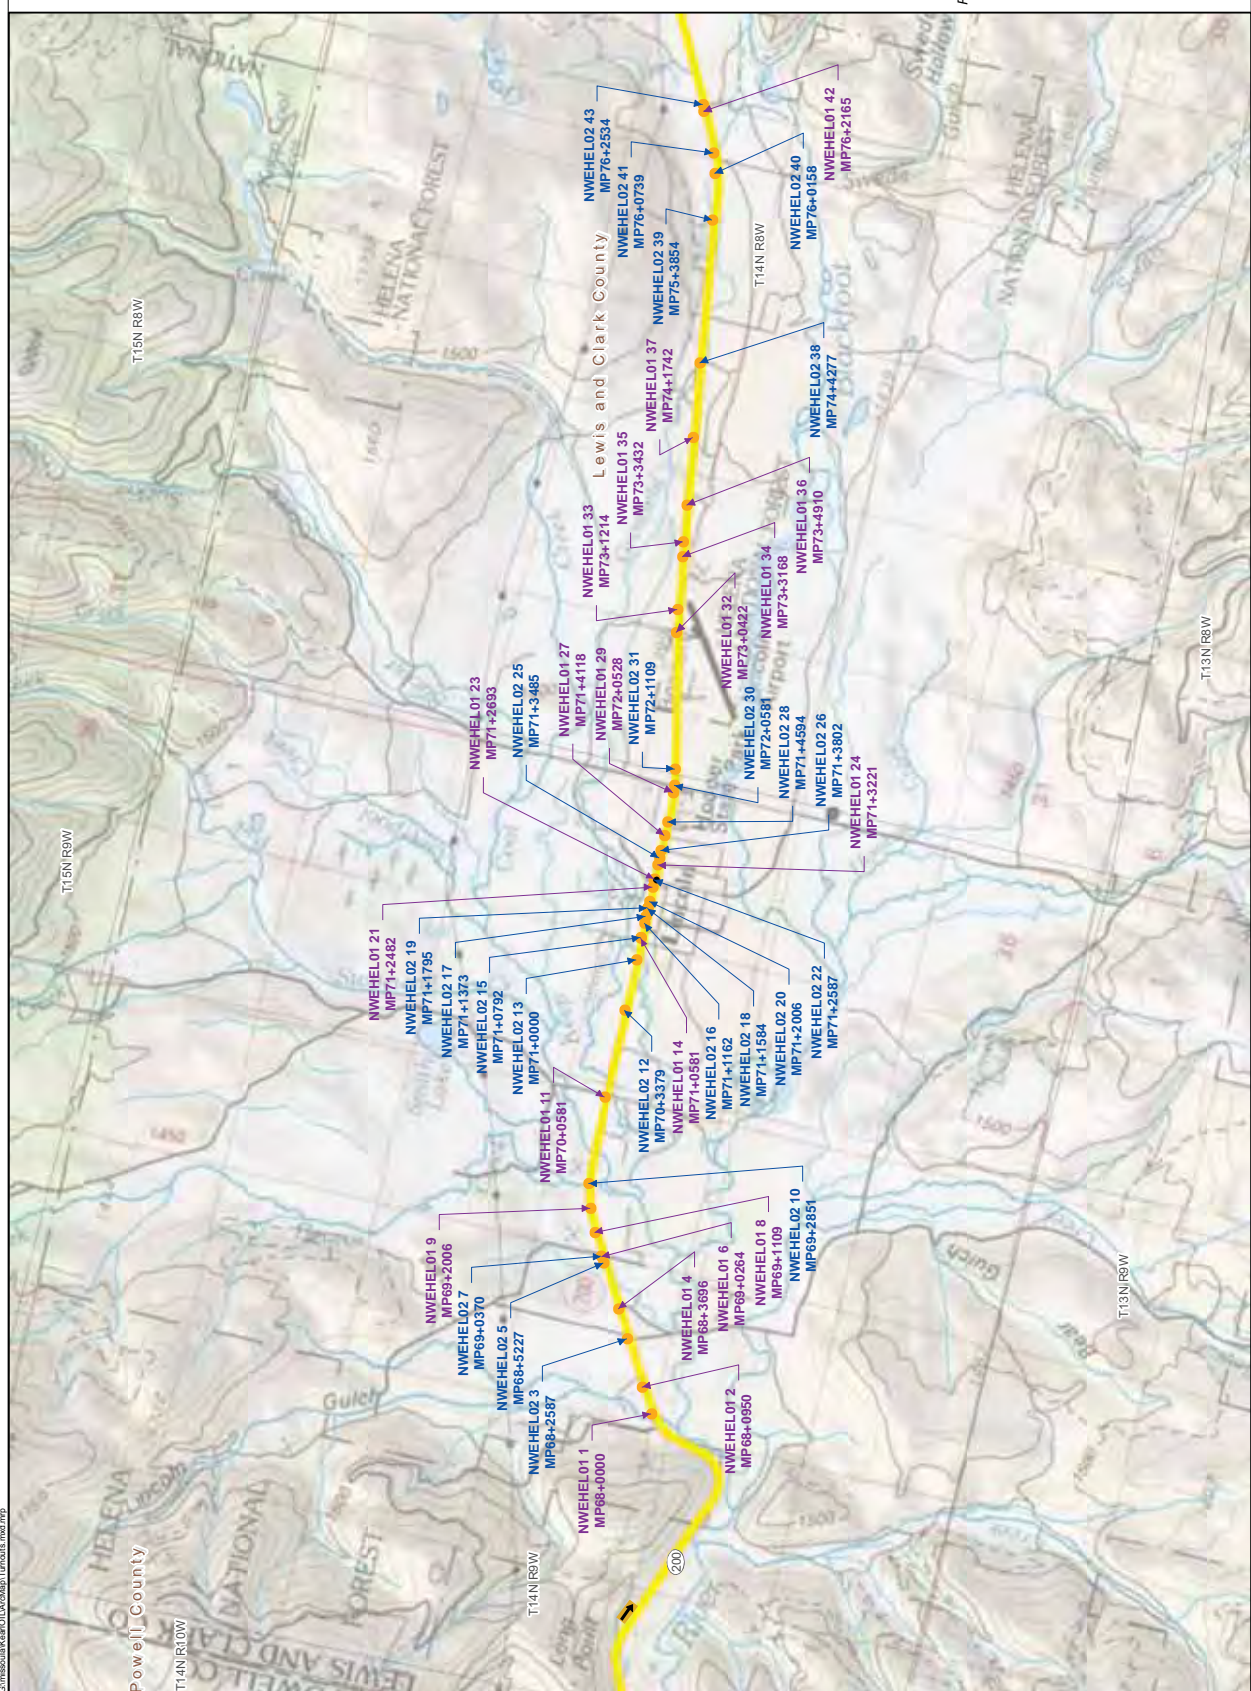 Powell County
T14N R10W
T15N R9W
T15N R8W
HELENA
NATIONAL
FOREST
HELENA
NATIONAL FOREST
NATIONAL
Lewis and Clark County
T14N R9W
T14N R8W
T13N R9W
T13N R8W
200
Gulch
Gulch
1500
1500
1500
1450
NWEHEL01 1
MP68+0000
NWEHEL01 2
MP68+0950
NWEHEL02 3
MP68+2587
NWEHEL01 4
MP68+3696
NWEHEL02 5
MP68+5227
NWEHEL01 6
MP69+0264
NWEHEL02 7
MP69+0370
NWEHEL01 8
MP69+1109
NWEHEL01 9
MP69+2006
NWEHEL02 10
MP69+2851
NWEHEL01 11
MP70+0581
NWEHEL02 12
MP70+3379
NWEHEL02 13
MP71+0000
NWEHEL01 14
MP71+0581
NWEHEL02 15
MP71+0792
NWEHEL02 16
MP71+1162
NWEHEL02 17
MP71+1373
NWEHEL02 18
MP71+1584
NWEHEL02 19
MP71+1795
NWEHEL02 20
MP71+2006
NWEHEL01 21
MP71+2482
NWEHEL02 22
MP71+2587
NWEHEL01 23
MP71+2693
NWEHEL01 24
MP71+3221
NWEHEL02 25
MP71+3485
NWEHEL02 26
MP71+3802
NWEHEL01 27
MP71+4118
NWEHEL02 28
MP71+4594
NWEHEL01 29
MP72+0528
NWEHEL02 30
MP72+0581
NWEHEL02 31
MP72+1109
NWEHEL01 32
MP73+0422
NWEHEL01 33
MP73+1214
NWEHEL01 34
MP73+3168
NWEHEL01 35
MP73+3432
NWEHEL01 36
MP73+4910
NWEHEL01 37
MP74+1742
NWEHEL02 38
MP74+4277
NWEHEL02 39
MP75+3854
NWEHEL02 40
MP76+0158
NWEHEL02 41
MP76+0739
NWEHEL01 42
MP76+2165
NWEHEL02 43
MP76+2534